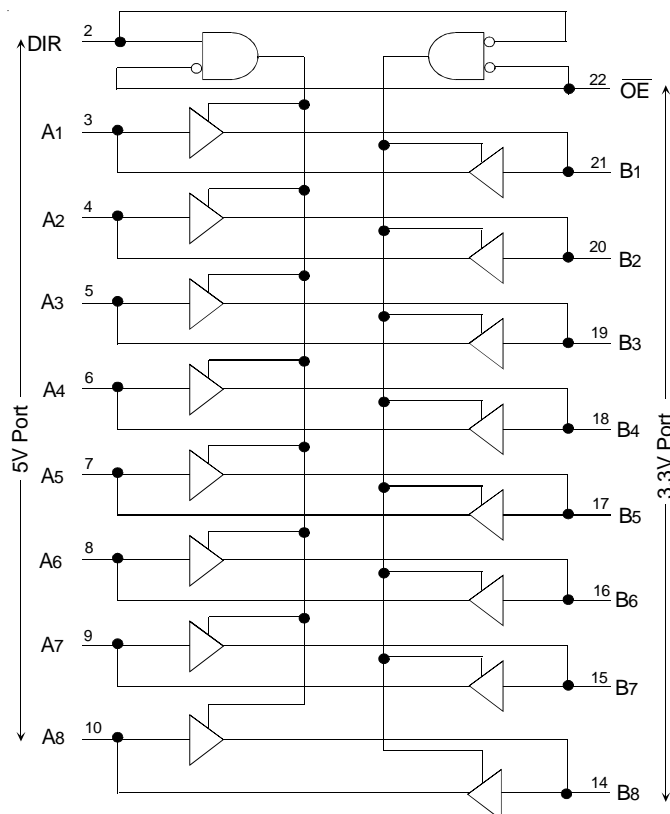 DIR 2
22 OE
A1 3
21 B1
A2 4
20 B2
A3 5
19 B3
A4 6
18 B4
A5 7
17 B5
A6 8
16 B6
A7 9
15 B7
A8 10
14 B8
5V Port
3.3V Port